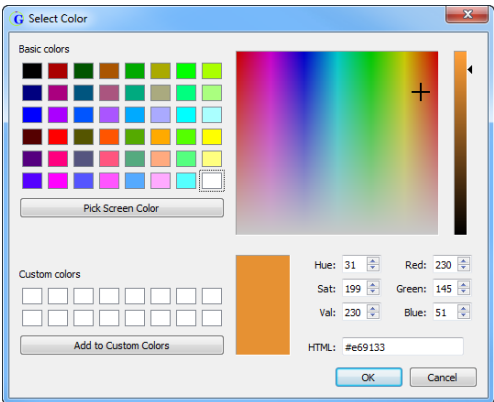 G Select Color
Basic colors
Pick Screen Color
Hue: 31 Red: 230
Custom colors
Sat: 199 Green: 145
Val: 230 Blue: 51
Add to Custom Colors
HTML: #e69133
OK Cancel